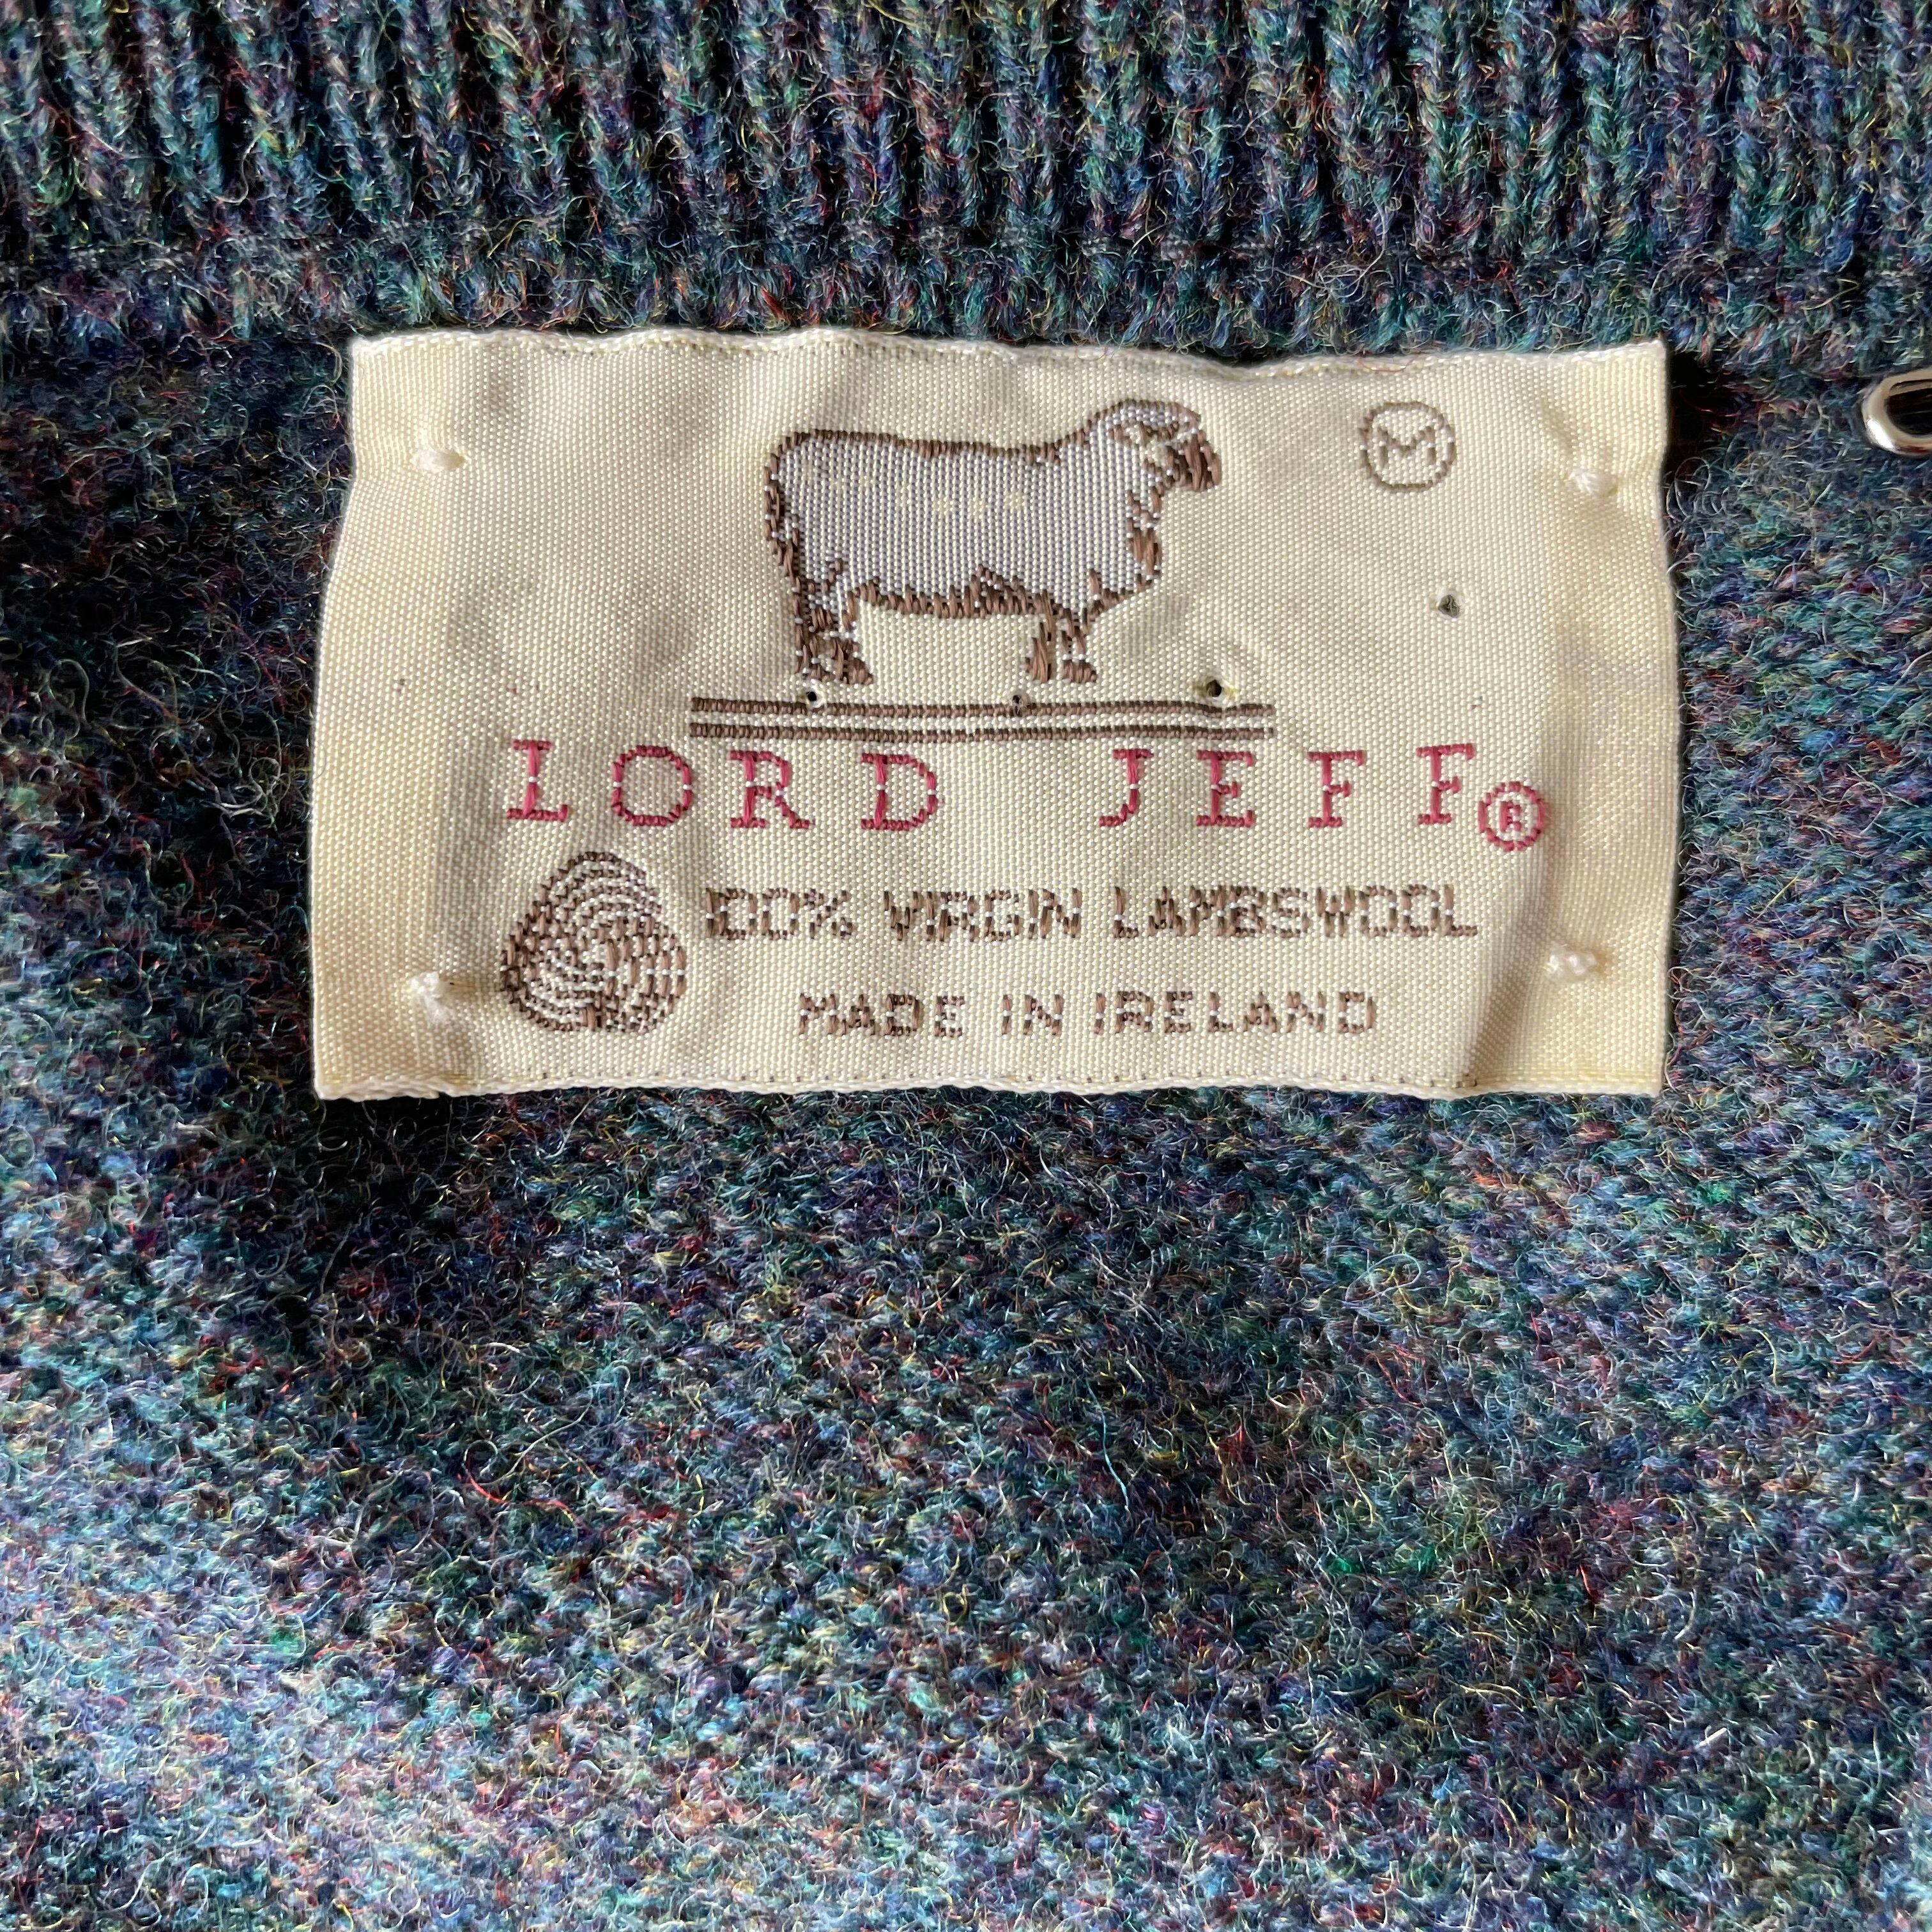 M
LORD JEFF®
100% VIRGIN LAMBSWOOL
MADE IN IRELAND